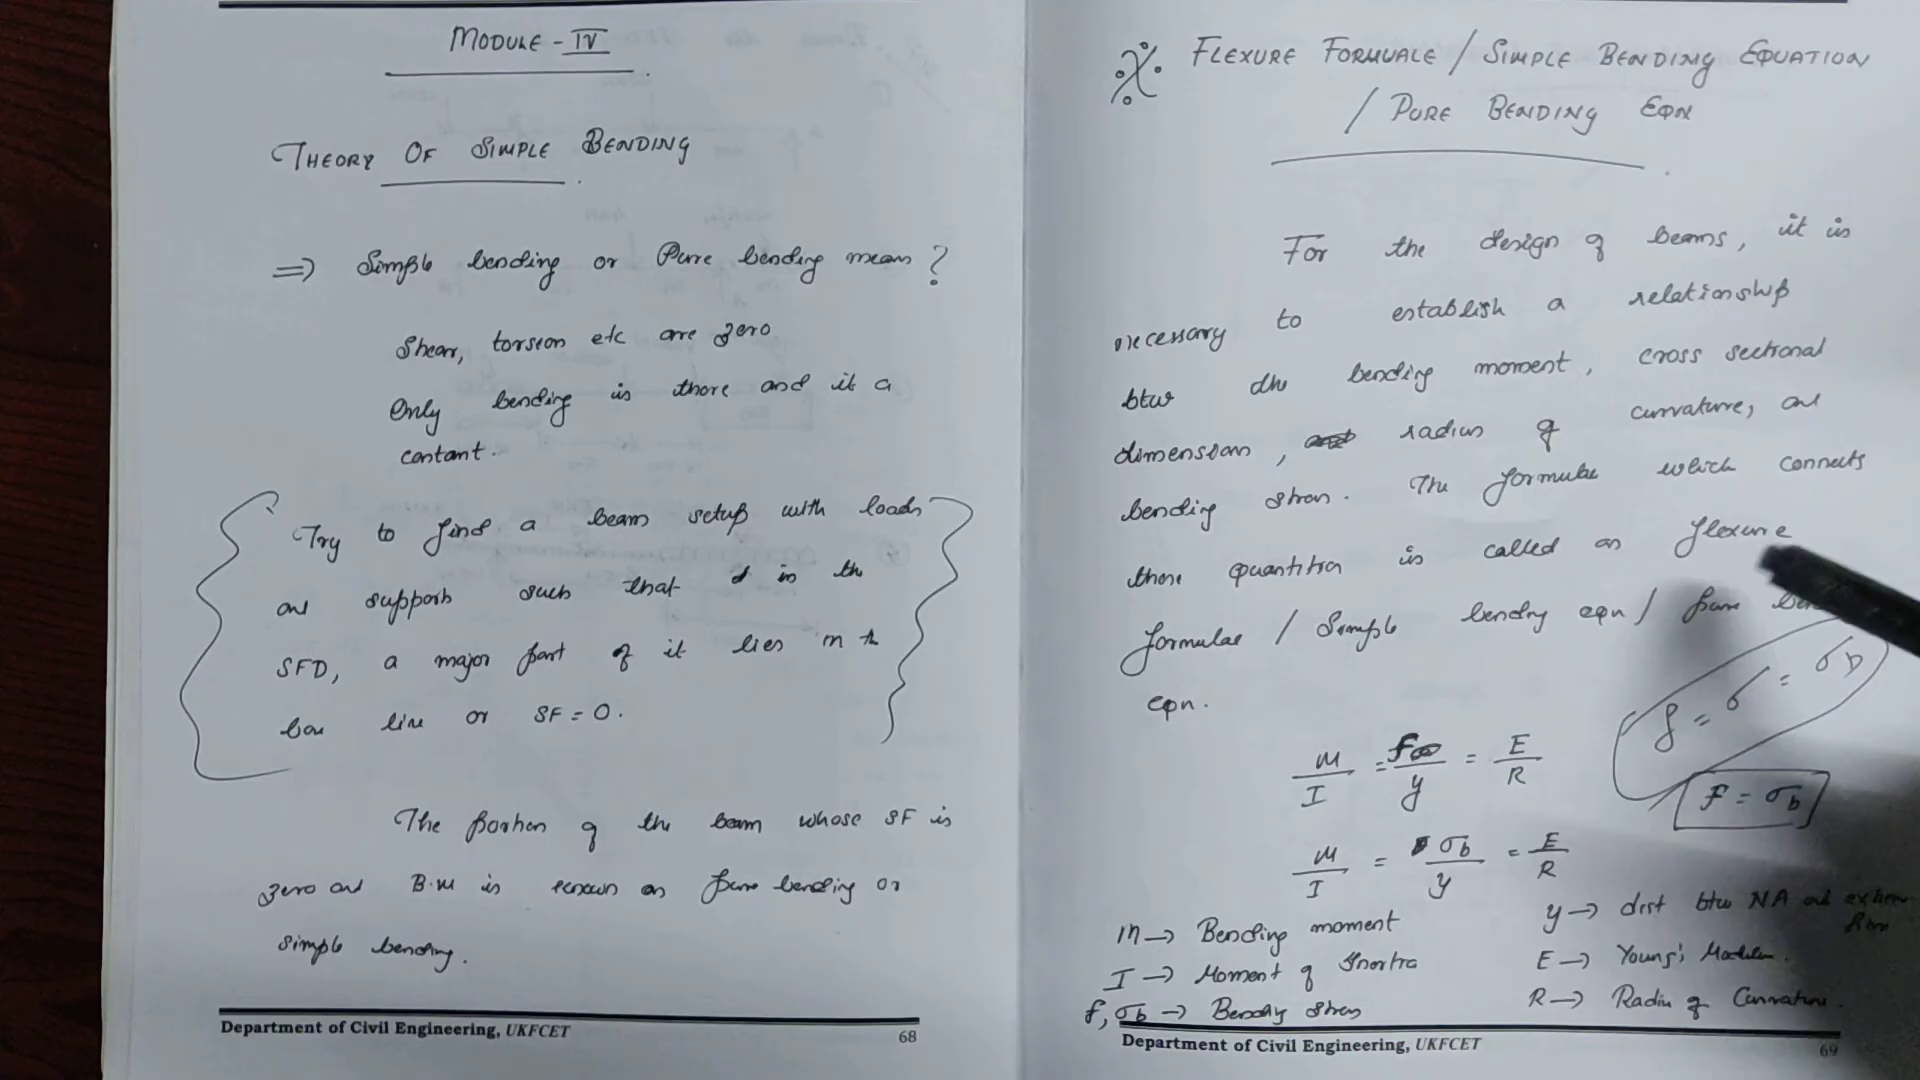 MODULE - IV
THEORY OF SIMPLE BENDING
⇒ Simple bending or Pure bending mean ?
Shear, torsion etc are zero
Only bending is there and it a
contant.
Try to find a beam setup with loads
and supports such that in the
SFD, a major part of it lies in the
line or SF = 0.
The portion of the beam whose SF is
zero and B.M is known as pure bending or
simple bending.
Department of Civil Engineering, UKFCET 68
FLEXURE FORMUALE / SIMPLE BENDING EQUATION
/ PURE BENDING EQN
For the design of beams, it is
necessary to establish a relationship
btw the bending moment, cross sectional
dimensions, radius of curvature, and
bending stress. The formulae which connects
these quantities is called as flexure
formulae / Simple bending eqn / pure
eqn.
M/I = f/y = E/R
f = σ = σb
F = σb
M/I = σb/y = E/R
M → Bending moment
I → Moment of Inertia
f, σb → Bending stress
y → dist btw NA and
E → Young's Modulus.
R → Radius of Curvature.
Department of Civil Engineering, UKFCET 69